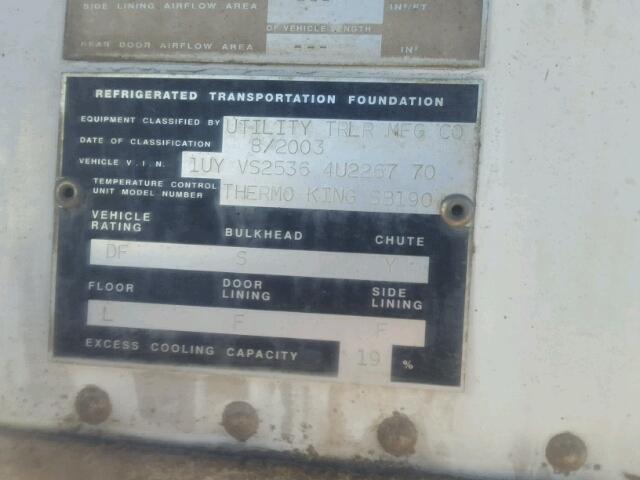 SIDE LINING AIRFLOW AREA --- IN²/FT
OF VEHICLE LENGTH
REAR DOOR AIRFLOW AREA --- IN²
REFRIGERATED TRANSPORTATION FOUNDATION
EQUIPMENT CLASSIFIED BY UTILITY TRLR MFG CO
DATE OF CLASSIFICATION 8/2003
VEHICLE V.I.N. 1UY VS2536 4U2267 70
TEMPERATURE CONTROL
UNIT MODEL NUMBER THERMO KING SB190
VEHICLE
RATING BULKHEAD CHUTE
DF S Y
FLOOR DOOR
LINING SIDE
LINING
L F F
EXCESS COOLING CAPACITY 19 %